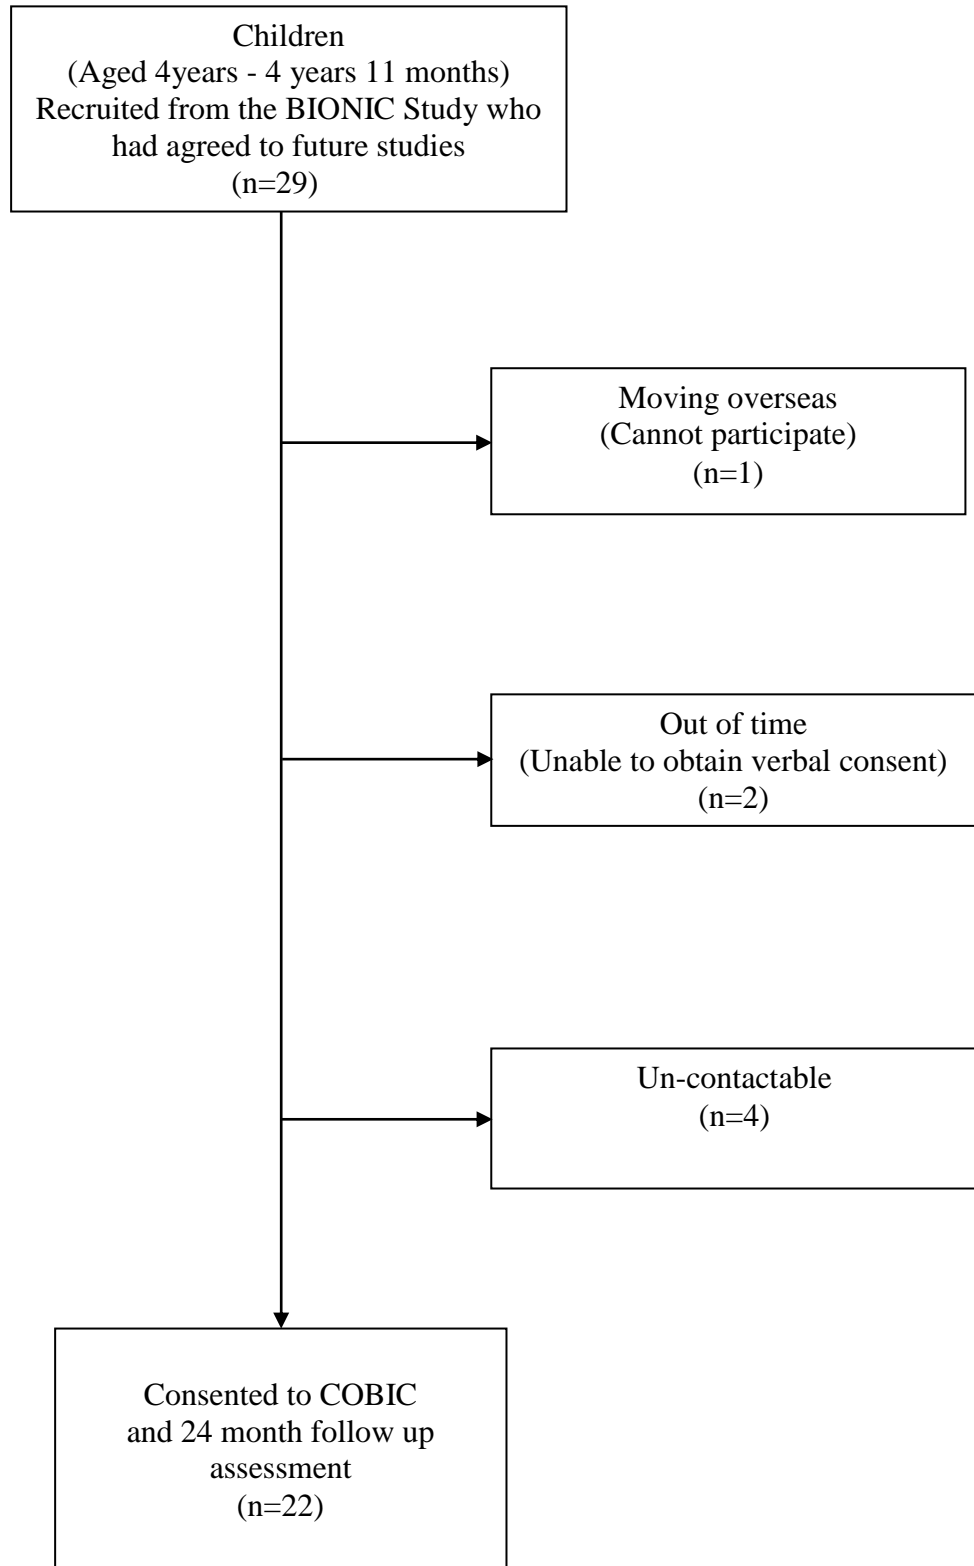 Children
(Aged 4years - 4 years 11 months)
Recruited from the BIONIC Study who
had agreed to future studies
(n=29)
Moving overseas
(Cannot participate)
(n=1)
Out of time
(Unable to obtain verbal consent)
(n=2)
Un-contactable
(n=4)
Consented to COBIC
and 24 month follow up
assessment
(n=22)